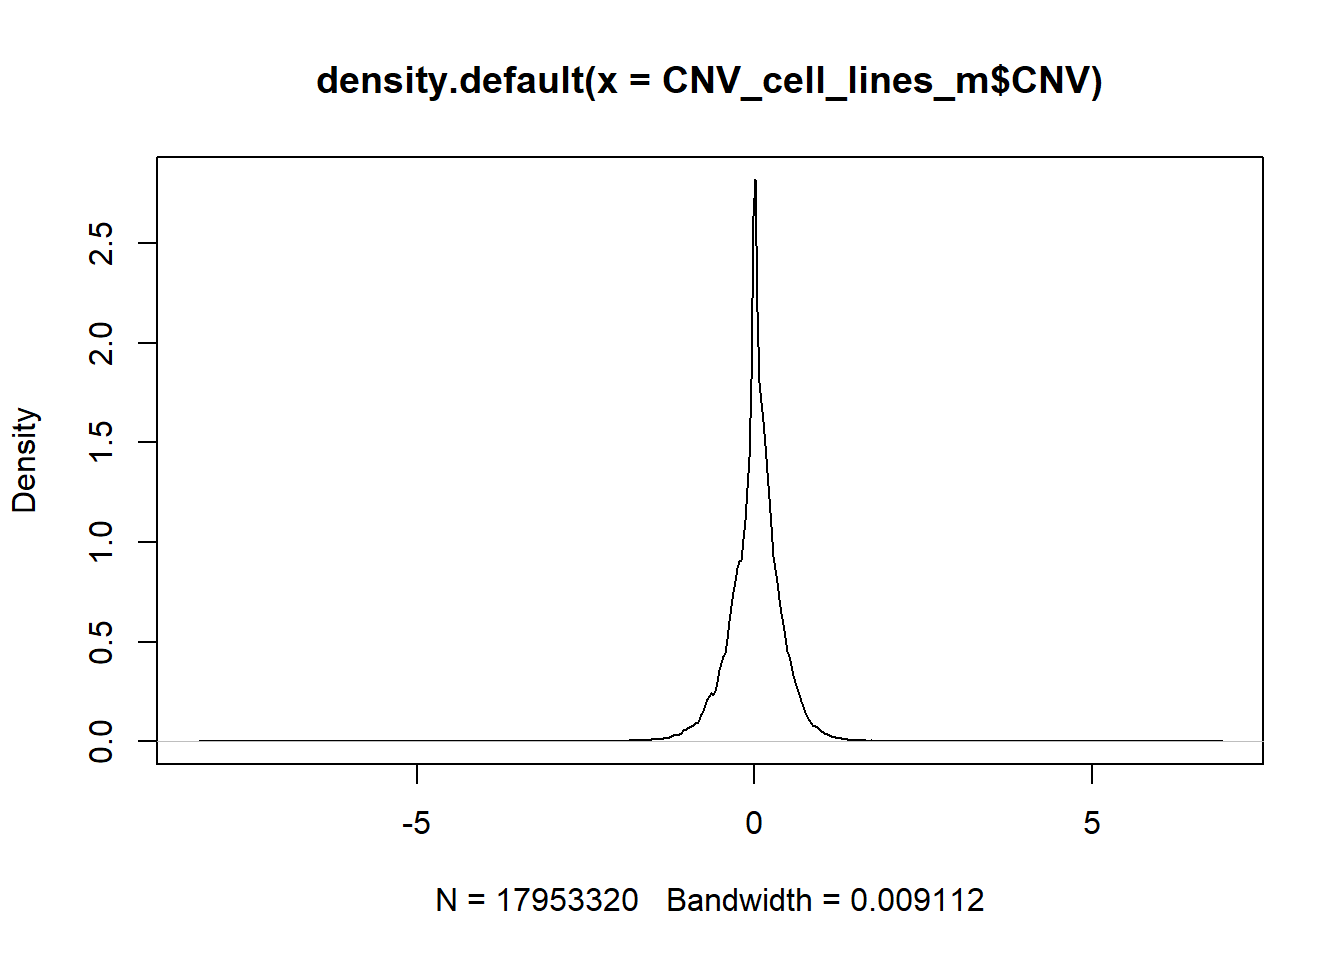 density.default(x = CNV_cell_lines_m$CNV)
Density
2.5
2.0
1.5
1.0
0.5
0.0
-5 0 5
N = 17953320 Bandwidth = 0.009112